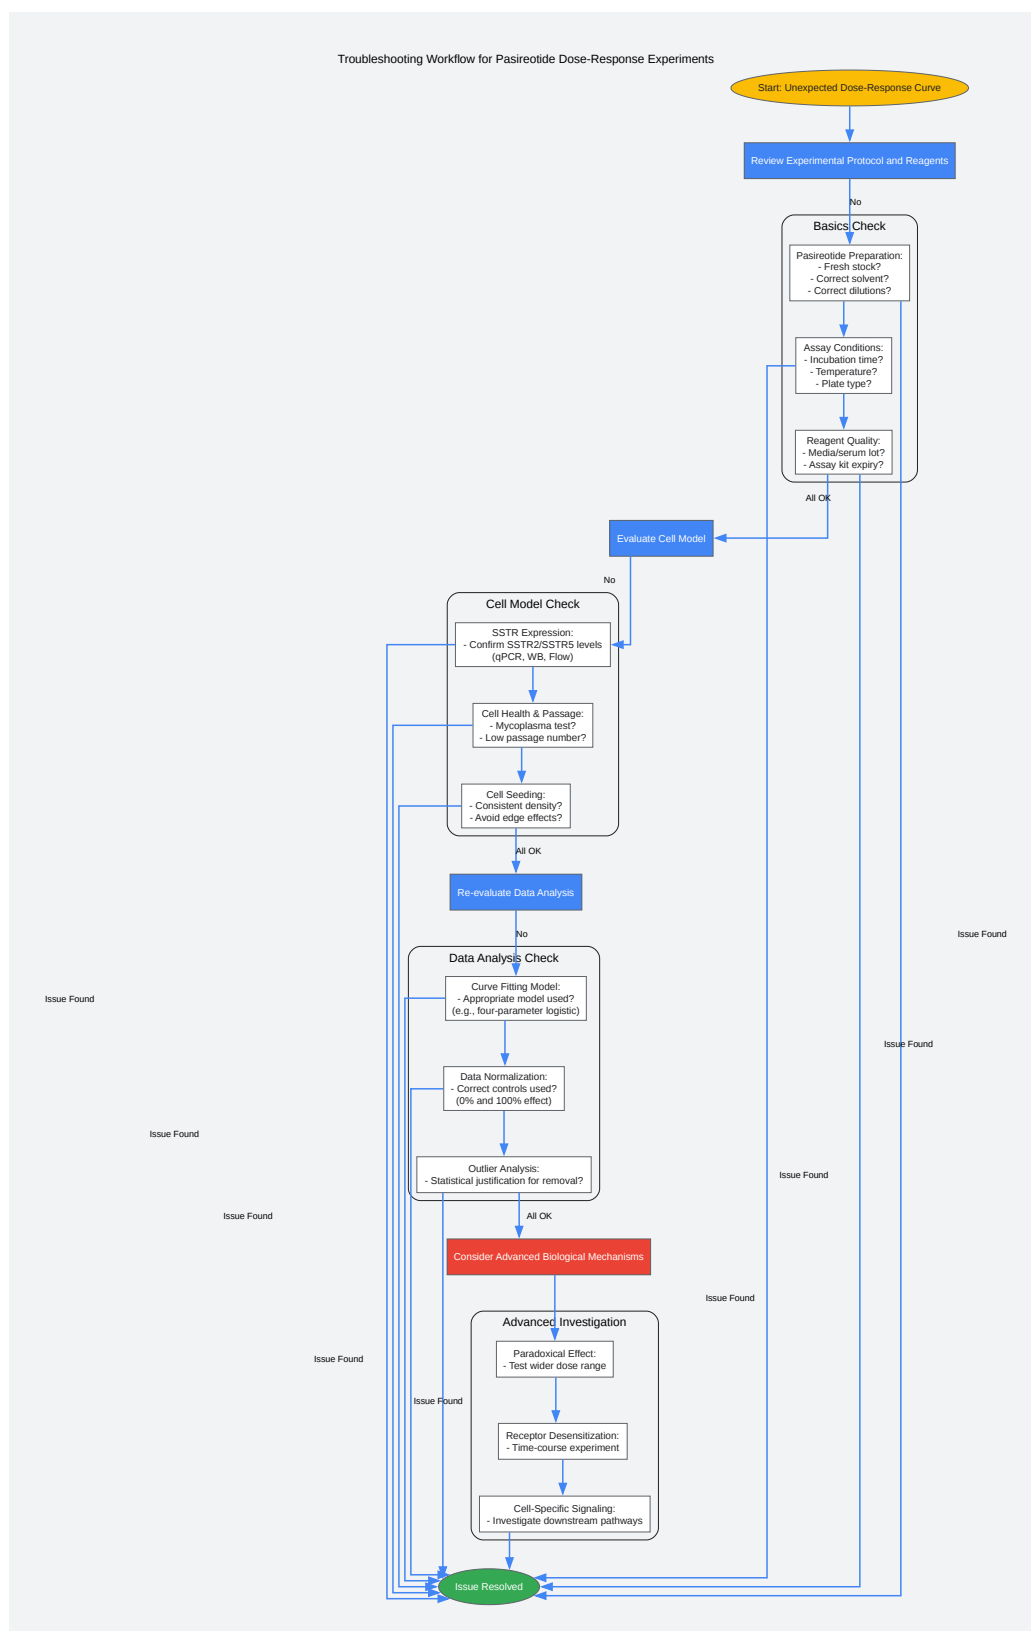 Troubleshooting Workflow for Pasireotide Dose-Response Experiments
Start: Unexpected Dose-Response Curve
Review Experimental Protocol and Reagents
No
Basics Check
Pasireotide Preparation:
- Fresh stock?
- Correct solvent?
- Correct dilutions?
Assay Conditions:
- Incubation time?
- Temperature?
- Plate type?
Reagent Quality:
- Media/serum lot?
- Assay kit expiry?
All OK
Evaluate Cell Model
No
Cell Model Check
SSTR Expression:
- Confirm SSTR2/SSTR5 levels
(qPCR, WB, Flow)
Cell Health & Passage:
- Mycoplasma test?
- Low passage number?
Cell Seeding:
- Consistent density?
- Avoid edge effects?
All OK
Re-evaluate Data Analysis
No
Issue Found
Data Analysis Check
Curve Fitting Model:
- Appropriate model used?
(e.g., four-parameter logistic)
Issue Found
Issue Found
Data Normalization:
- Correct controls used?
(0% and 100% effect)
Issue Found
Outlier Analysis:
- Statistical justification for removal?
Issue Found
Issue Found
All OK
Consider Advanced Biological Mechanisms
Issue Found
Advanced Investigation
Paradoxical Effect:
- Test wider dose range
Issue Found
Issue Found
Receptor Desensitization:
- Time-course experiment
Cell-Specific Signaling:
- Investigate downstream pathways
Issue Resolved